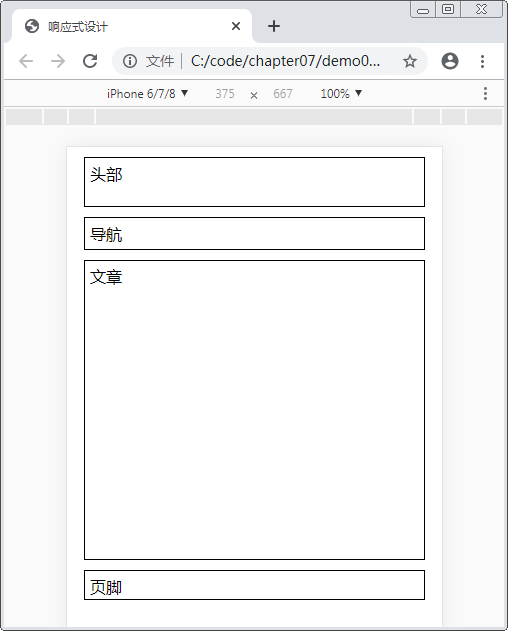 响应式设计
文件 C:/code/chapter07/demo0...
iPhone 6/7/8 ▼ 375 × 667 100% ▼
头部
导航
文章
页脚